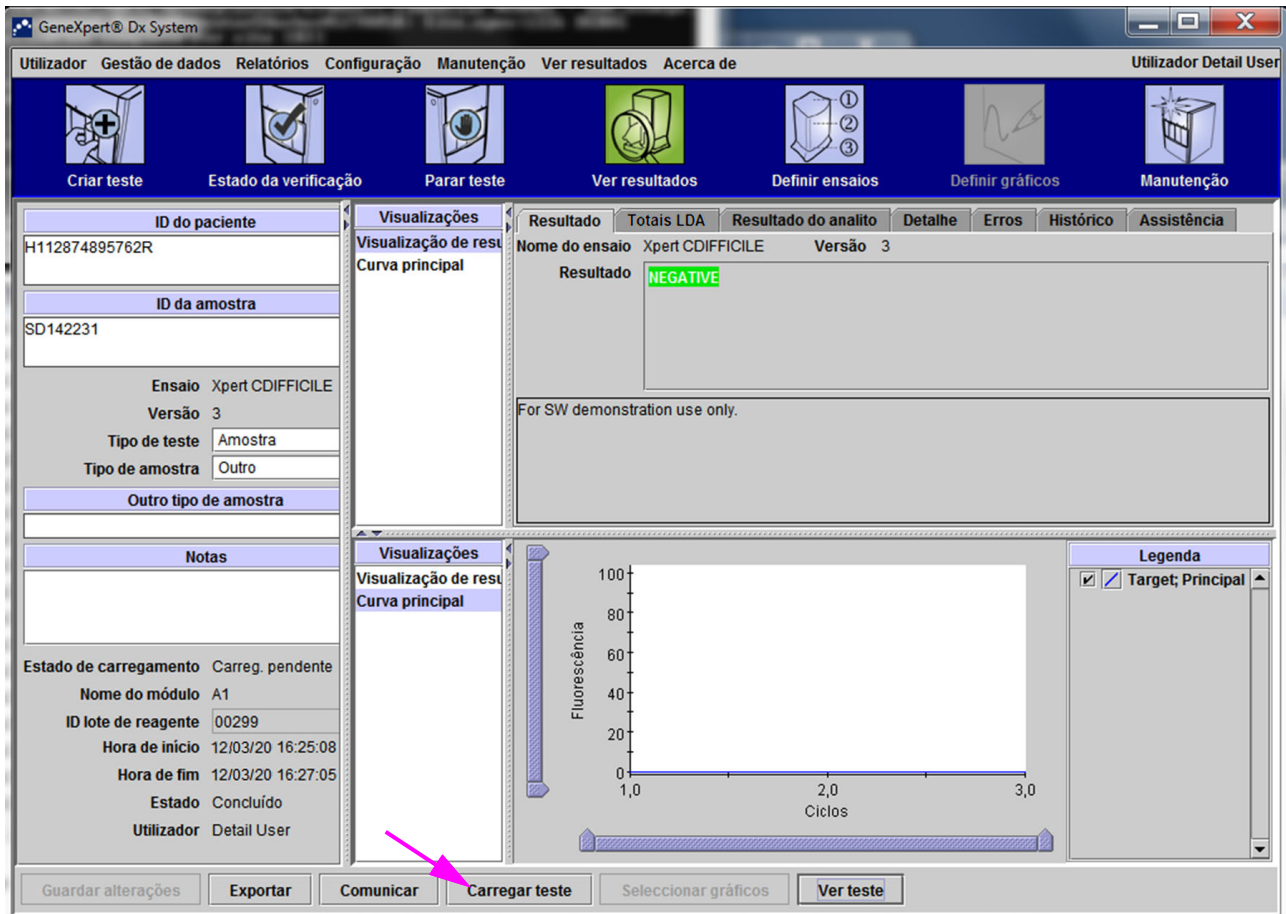 GeneXpert® Dx System
Utilizador Gestão de dados Relatórios Configuração Manutenção Ver resultados Acerca de Utilizador Detail User
Criar teste Estado da verificação Parar teste Ver resultados Definir ensaios Definir gráficos Manutenção
ID do paciente
H112874895762R
ID da amostra
SD142231
Ensaio Xpert CDIFFICILE
Versão 3
Tipo de teste Amostra
Tipo de amostra Outro
Outro tipo de amostra
Notas
Estado de carregamento Carreg. pendente
Nome do módulo A1
ID lote de reagente 00299
Hora de início 12/03/20 16:25:08
Hora de fim 12/03/20 16:27:05
Estado Concluído
Utilizador Detail User
Visualizações
Visualização de resu
Curva principal
Resultado Totais LDA Resultado do analito Detalhe Erros Histórico Assistência
Nome do ensaio Xpert CDIFFICILE Versão 3
Resultado NEGATIVE
For SW demonstration use only.
Visualizações
Visualização de resu
Curva principal
Fluorescência
100
80
60
40
20
0
1,0 2,0 3,0
Ciclos
Legenda
Target; Principal
Guardar alterações Exportar Comunicar Carregar teste Seleccionar gráficos Ver teste